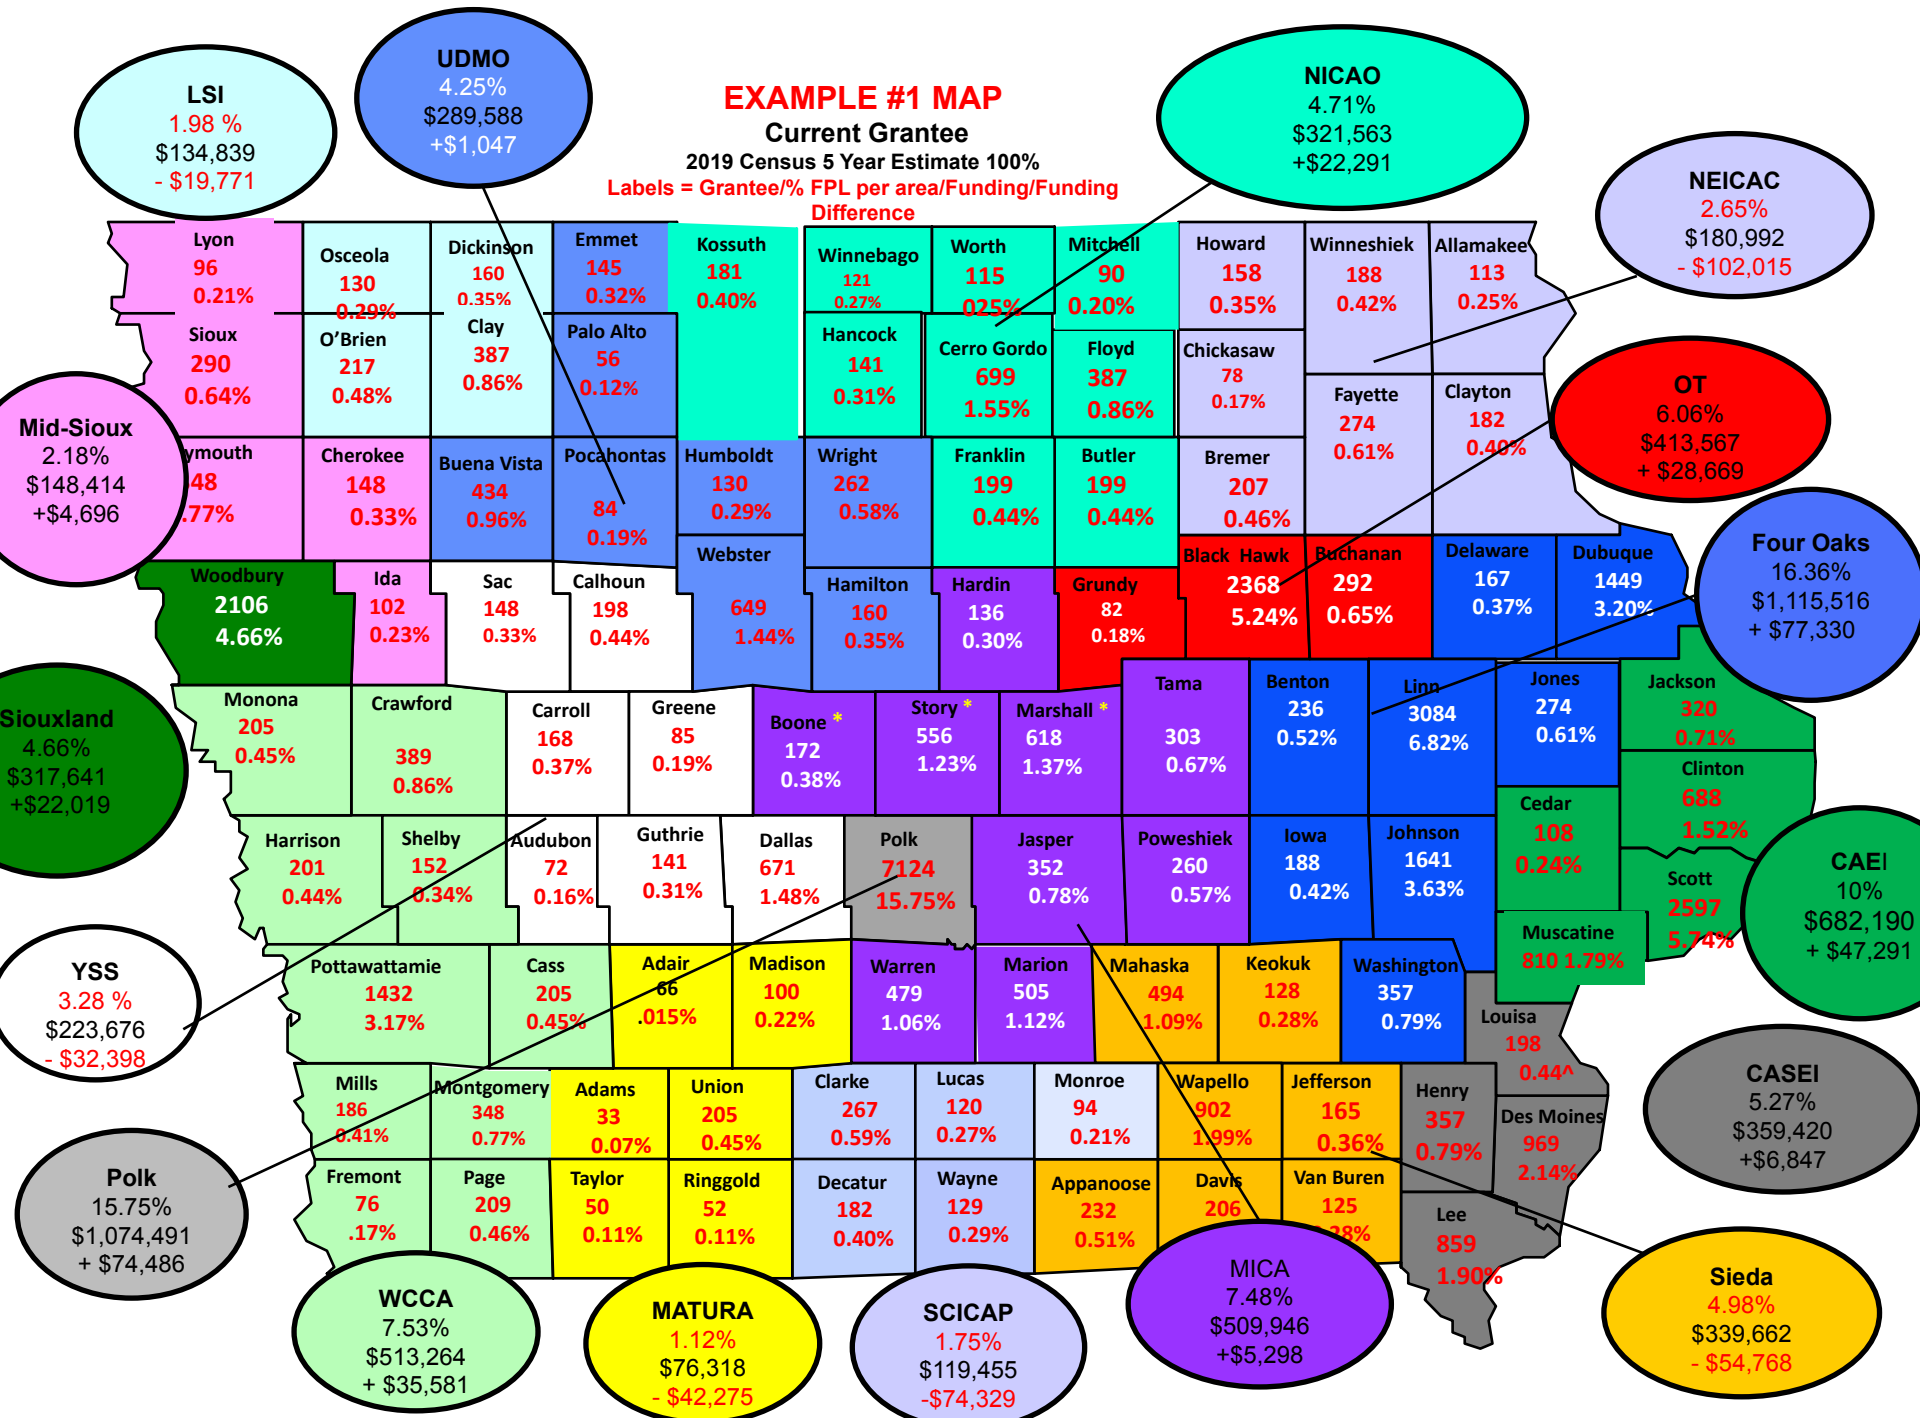 EXAMPLE #1 MAP
Current Grantee
2019 Census 5 Year Estimate 100%
Labels = Grantee/% FPL per area/Funding/Funding
Difference
LSI
1.98 %
$134,839
- $19,771
UDMO
4.25%
$289,588
+$1,047
NICAO
4.71%
$321,563
+$22,291
NEICAC
2.65%
$180,992
- $102,015
Lyon
96
0.21%
Osceola
130
0.29%
Dickinson
160
0.35%
Emmet
145
0.32%
Kossuth
181
0.40%
Winnebago
121
0.27%
Worth
115
025%
Mitchell
90
0.20%
Howard
158
0.35%
Winneshiek
188
0.42%
Allamakee
113
0.25%
Sioux
290
0.64%
O'Brien
217
0.48%
Clay
387
0.86%
Palo Alto
56
0.12%
Hancock
141
0.31%
Cerro Gordo
699
1.55%
Floyd
387
0.86%
Chickasaw
78
0.17%
Fayette
274
0.61%
Clayton
182
0.40%
OT
6.06%
$413,567
+ $28,669
Mid-Sioux
2.18%
$148,414
+$4,696
ymouth
48
.77%
Cherokee
148
0.33%
Buena Vista
434
0.96%
Pocahontas
84
0.19%
Humboldt
130
0.29%
Wright
262
0.58%
Franklin
199
0.44%
Butler
199
0.44%
Bremer
207
0.46%
Four Oaks
16.36%
$1,115,516
+ $77,330
Woodbury
2106
4.66%
Ida
102
0.23%
Sac
148
0.33%
Calhoun
198
0.44%
Webster
649
1.44%
Hamilton
160
0.35%
Hardin
136
0.30%
Grundy
82
0.18%
Black Hawk
2368
5.24%
Buchanan
292
0.65%
Delaware
167
0.37%
Dubuque
1449
3.20%
Siouxland
4.66%
$317,641
+$22,019
Monona
205
0.45%
Crawford
389
0.86%
Carroll
168
0.37%
Greene
85
0.19%
Boone *
172
0.38%
Story *
556
1.23%
Marshall *
618
1.37%
Tama
303
0.67%
Benton
236
0.52%
Linn
3084
6.82%
Jones
274
0.61%
Jackson
320
0.71%
Clinton
688
1.52%
Cedar
108
0.24%
Harrison
201
0.44%
Shelby
152
0.34%
Audubon
72
0.16%
Guthrie
141
0.31%
Dallas
671
1.48%
Polk
7124
15.75%
Jasper
352
0.78%
Poweshiek
260
0.57%
Iowa
188
0.42%
Johnson
1641
3.63%
Scott
2597
5.74%
CAEI
10%
$682,190
+ $47,291
Muscatine
810 1.79%
YSS
3.28 %
$223,676
- $32,398
Pottawattamie
1432
3.17%
Cass
205
0.45%
Adair
66
.015%
Madison
100
0.22%
Warren
479
1.06%
Marion
505
1.12%
Mahaska
494
1.09%
Keokuk
128
0.28%
Washington
357
0.79%
Louisa
198
0.44^
CASEI
5.27%
$359,420
+$6,847
Mills
186
0.41%
Montgomery
348
0.77%
Adams
33
0.07%
Union
205
0.45%
Clarke
267
0.59%
Lucas
120
0.27%
Monroe
94
0.21%
Wapello
902
1.99%
Jefferson
165
0.36%
Henry
357
0.79%
Des Moines
969
2.14%
Polk
15.75%
$1,074,491
+ $74,486
Fremont
76
.17%
Page
209
0.46%
Taylor
50
0.11%
Ringgold
52
0.11%
Decatur
182
0.40%
Wayne
129
0.29%
Appanoose
232
0.51%
Davis
206
Van Buren
125
.28%
Lee
859
1.90%
WCCA
7.53%
$513,264
+ $35,581
MATURA
1.12%
$76,318
- $42,275
SCICAP
1.75%
$119,455
-$74,329
MICA
7.48%
$509,946
+$5,298
Sieda
4.98%
$339,662
- $54,768